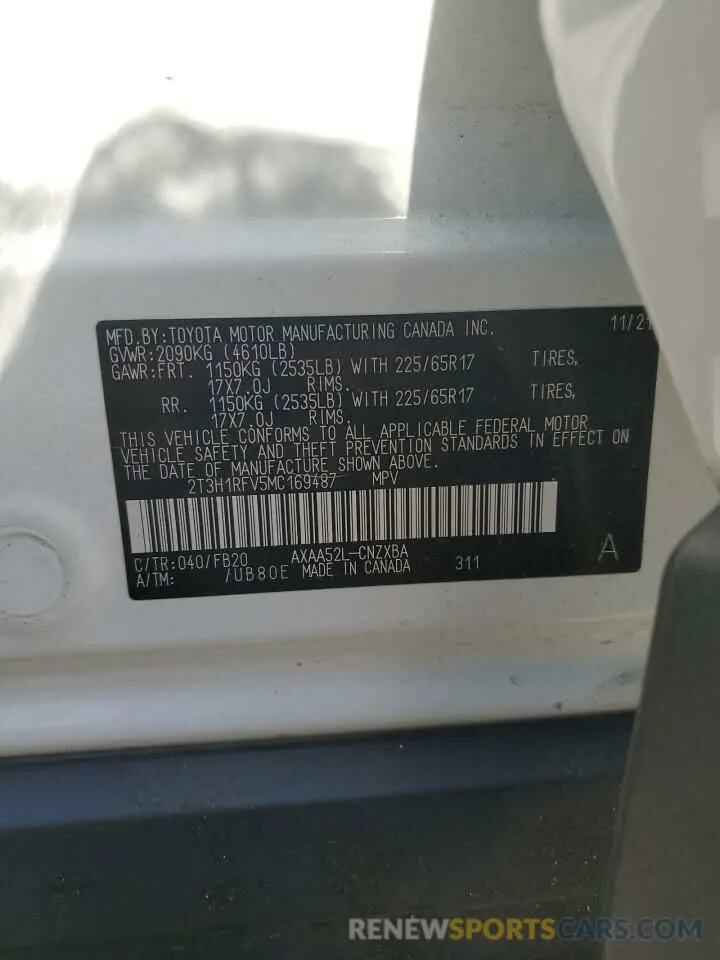 MFD.BY:TOYOTA MOTOR MANUFACTURING CANADA INC. 11/21
GVWR:2090KG (4610LB)
GAWR:FRT. 1150KG (2535LB) WITH 225/65R17 TIRES,
17X7.0J RIMS.
RR. 1150KG (2535LB) WITH 225/65R17 TIRES,
17X7.0J RIMS.
THIS VEHICLE CONFORMS TO ALL APPLICABLE FEDERAL MOTOR
VEHICLE SAFETY AND THEFT PREVENTION STANDARDS IN EFFECT ON
THE DATE OF MANUFACTURE SHOWN ABOVE.
2T3H1RFV5MC169487 MPV
C/TR:040/FB20 AXAA52L-CNZXBA A
A/TM: /UB80E MADE IN CANADA 311
RENEWSPORTSCARS.COM